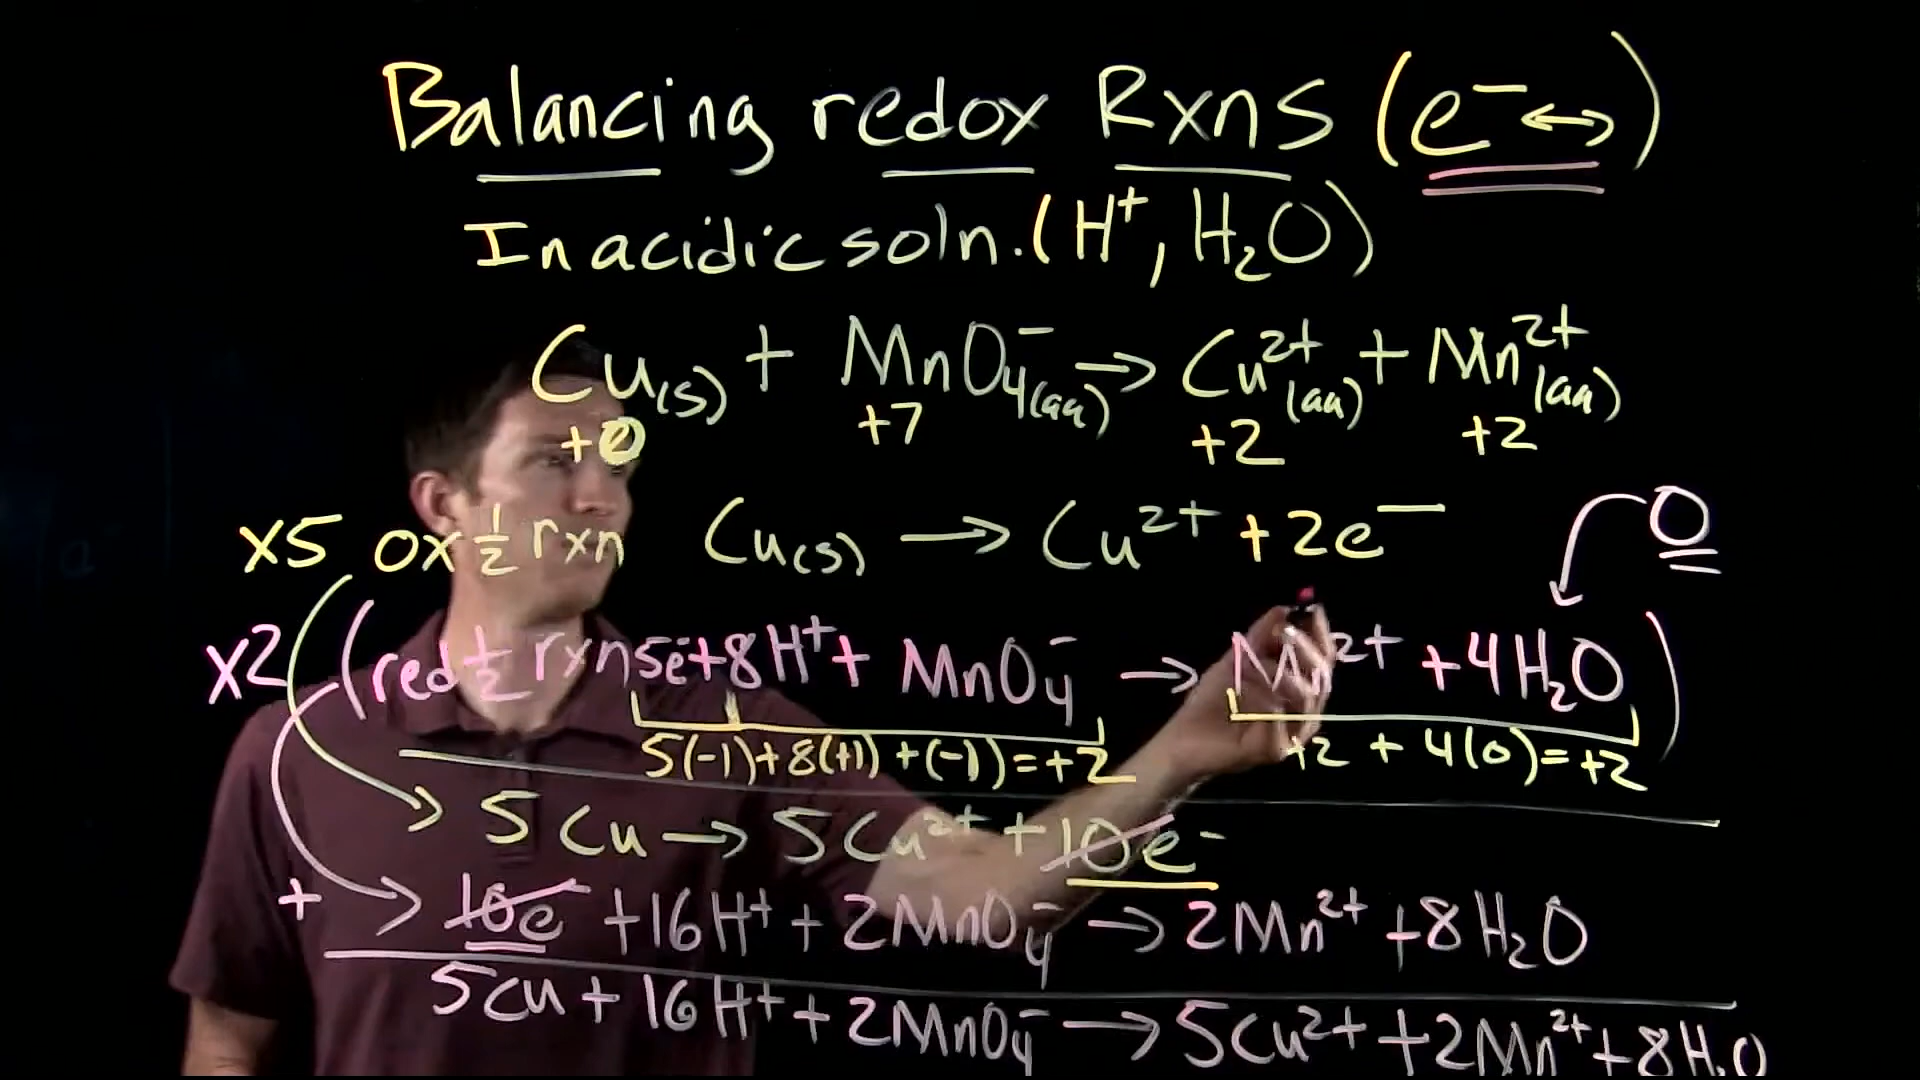 Balancing redox Rxns (e⁻ ↔)
In acidic soln. (H⁺, H₂O)
Cu(s) + MnO₄⁻(aq) → Cu²⁺(aq) + Mn²⁺(aq)
+0 +7 +2 +2
x5 ox ½ rxn Cu(s) → Cu²⁺ + 2e⁻ O
x2 (red ½ rxn 5e⁻ + 8H⁺ + MnO₄⁻ → Mn²⁺ + 4H₂O)
5(-1) + 8(+1) + (-1) = +2 +2 + 4(0) = +2
→ 5Cu → 5Cu²⁺ + 10e⁻
+ → 10e + 16H⁺ + 2MnO₄⁻ → 2Mn²⁺ + 8H₂O
5Cu + 16H⁺ + 2MnO₄⁻ → 5Cu²⁺ + 2Mn²⁺ + 8H₂O